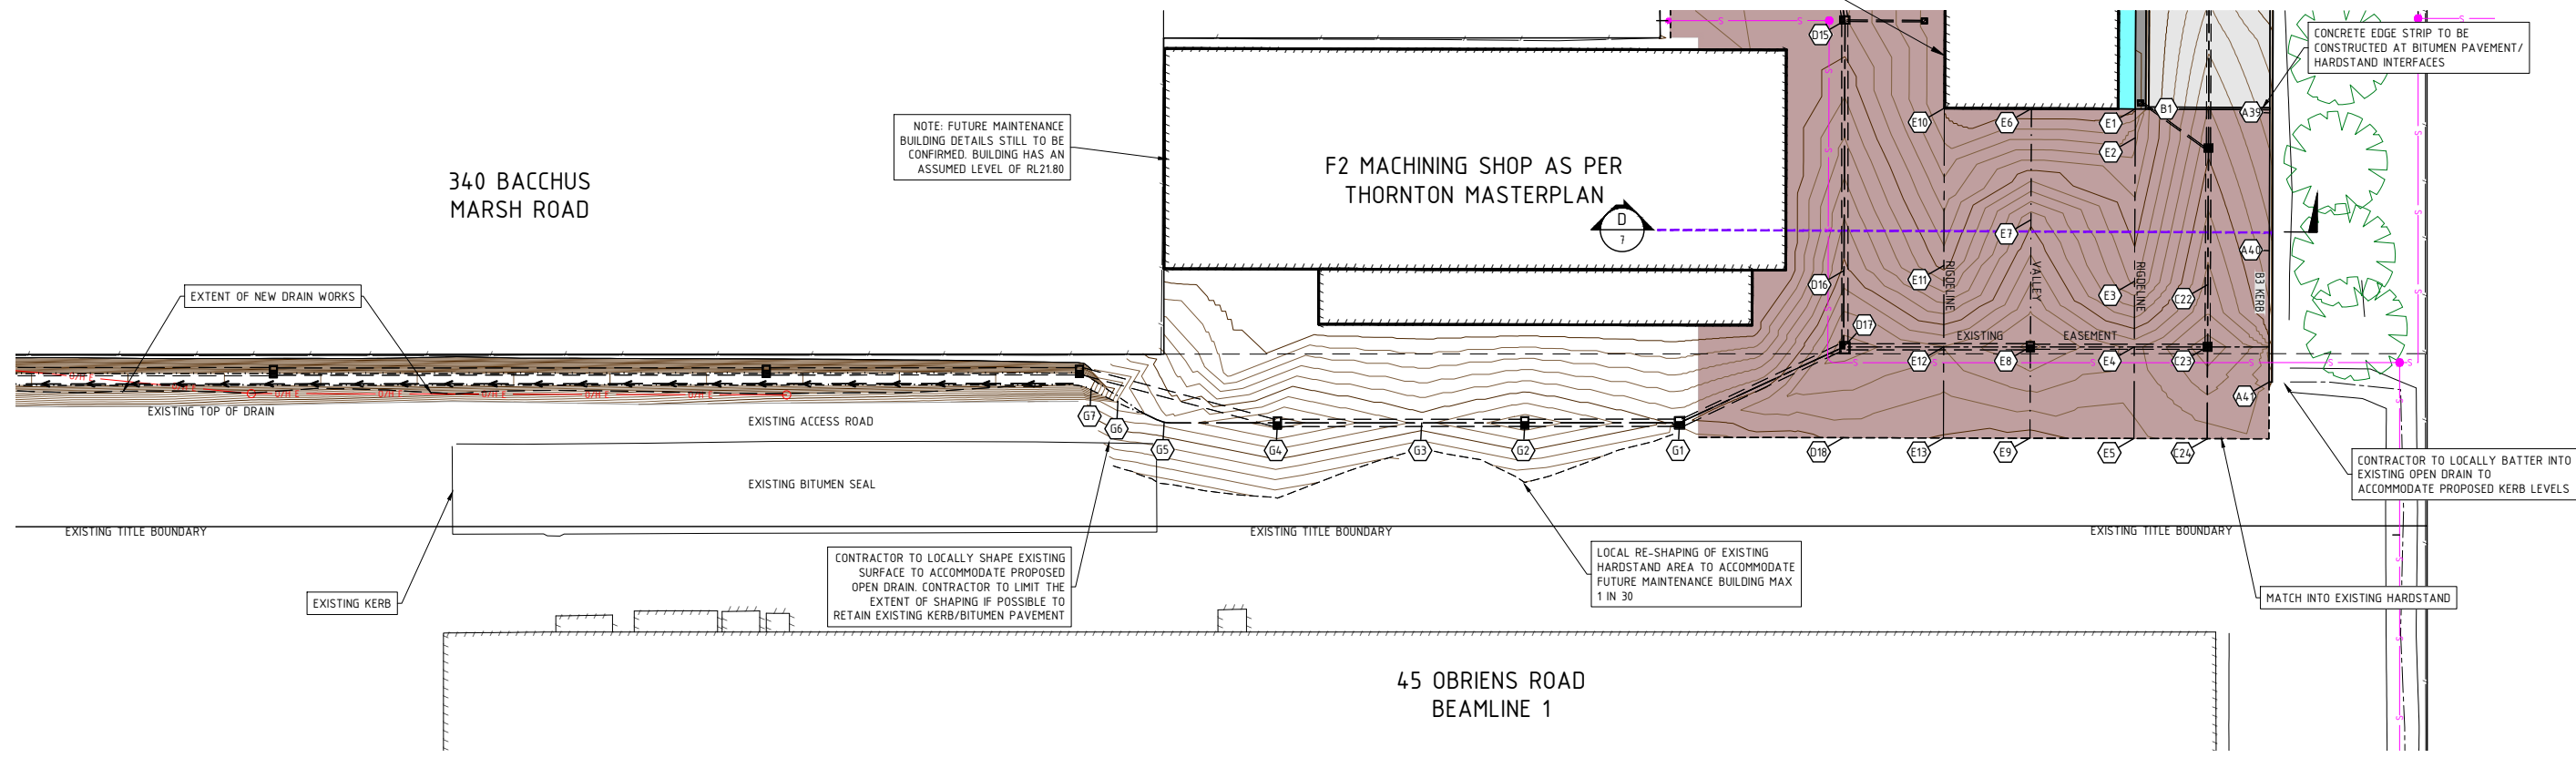 CONCRETE EDGE STRIP TO BE
CONSTRUCTED AT BITUMEN PAVEMENT/
HARDSTAND INTERFACES
NOTE: FUTURE MAINTENANCE
BUILDING DETAILS STILL TO BE
CONFIRMED. BUILDING HAS AN
ASSUMED LEVEL OF RL21.80
340 BACCHUS
MARSH ROAD
F2 MACHINING SHOP AS PER
THORNTON MASTERPLAN
D
7
D15
E10
E6
E1
B1
A39
E2
E7
A40
D16
E11
RIGDELINE
VALLEY
E3
RIGDELINE
C22
B3 KERB
D17
EXISTING EASEMENT
E12
E8
E4
C23
A41
D18
E13
E9
E5
C24
EXTENT OF NEW DRAIN WORKS
O/H E
O/H E
O/H E
O/H E
O/H E
O/H E
O/H E
EXISTING TOP OF DRAIN
EXISTING ACCESS ROAD
G7
G6
G5
G4
G3
G2
G1
EXISTING BITUMEN SEAL
CONTRACTOR TO LOCALLY BATTER INTO
EXISTING OPEN DRAIN TO
ACCOMMODATE PROPOSED KERB LEVELS
EXISTING TITLE BOUNDARY
EXISTING TITLE BOUNDARY
EXISTING TITLE BOUNDARY
CONTRACTOR TO LOCALLY SHAPE EXISTING
SURFACE TO ACCOMMODATE PROPOSED
OPEN DRAIN. CONTRACTOR TO LIMIT THE
EXTENT OF SHAPING IF POSSIBLE TO
RETAIN EXISTING KERB/BITUMEN PAVEMENT
LOCAL RE-SHAPING OF EXISTING
HARDSTAND AREA TO ACCOMMODATE
FUTURE MAINTENANCE BUILDING MAX
1 IN 30
EXISTING KERB
MATCH INTO EXISTING HARDSTAND
45 OBRIENS ROAD
BEAMLINE 1